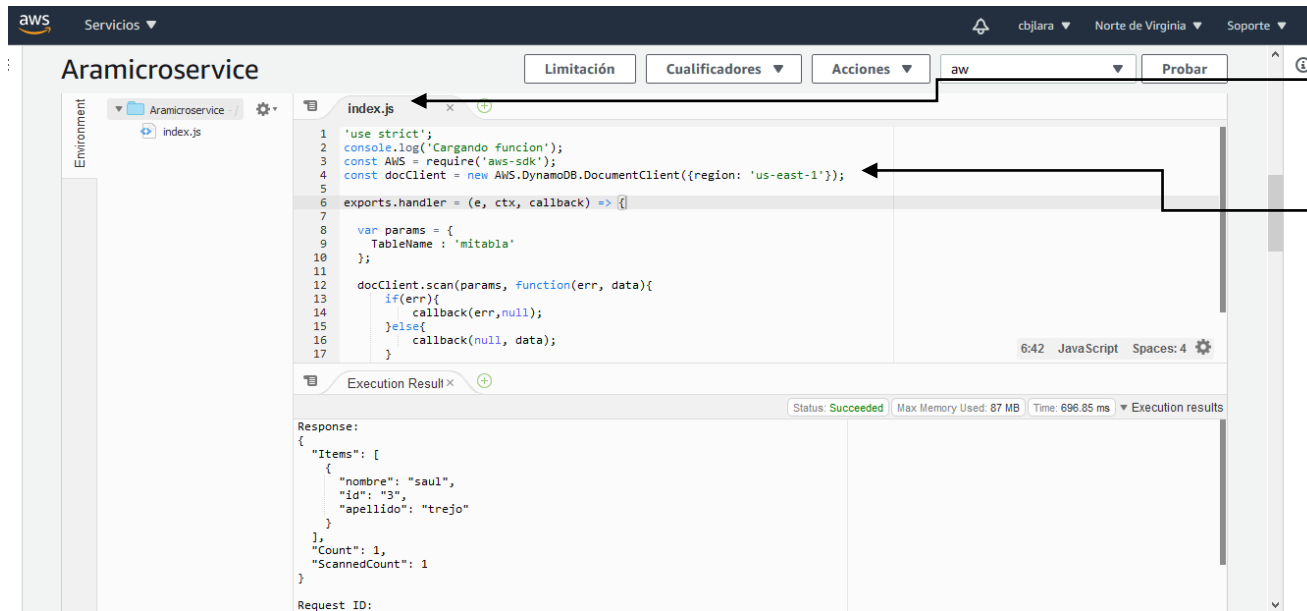 aws Servicios ▼ cbjlara ▼ Norte de Virginia ▼ Soporte ▼
Aramicroservice Limitación Cualificadores ▼ Acciones ▼ aw ▼ Probar
Environment
Aramicroservice - /
index.js
index.js ×
1 'use strict';
2 console.log('Cargando funcion');
3 const AWS = require('aws-sdk');
4 const docClient = new AWS.DynamoDB.DocumentClient({region: 'us-east-1'});
5
6 exports.handler = (e, ctx, callback) => {
7
8 var params = {
9 TableName : 'mitabla'
10 };
11
12 docClient.scan(params, function(err, data){
13 if(err){
14 callback(err,null);
15 }else{
16 callback(null, data);
17 }
6:42 JavaScript Spaces: 4
Execution Result ×
Status: Succeeded Max Memory Used: 87 MB Time: 696.85 ms ▼ Execution results
Response:
{
"Items": [
{
"nombre": "saul",
"id": "3",
"apellido": "trejo"
}
],
"Count": 1,
"ScannedCount": 1
}
Request ID: